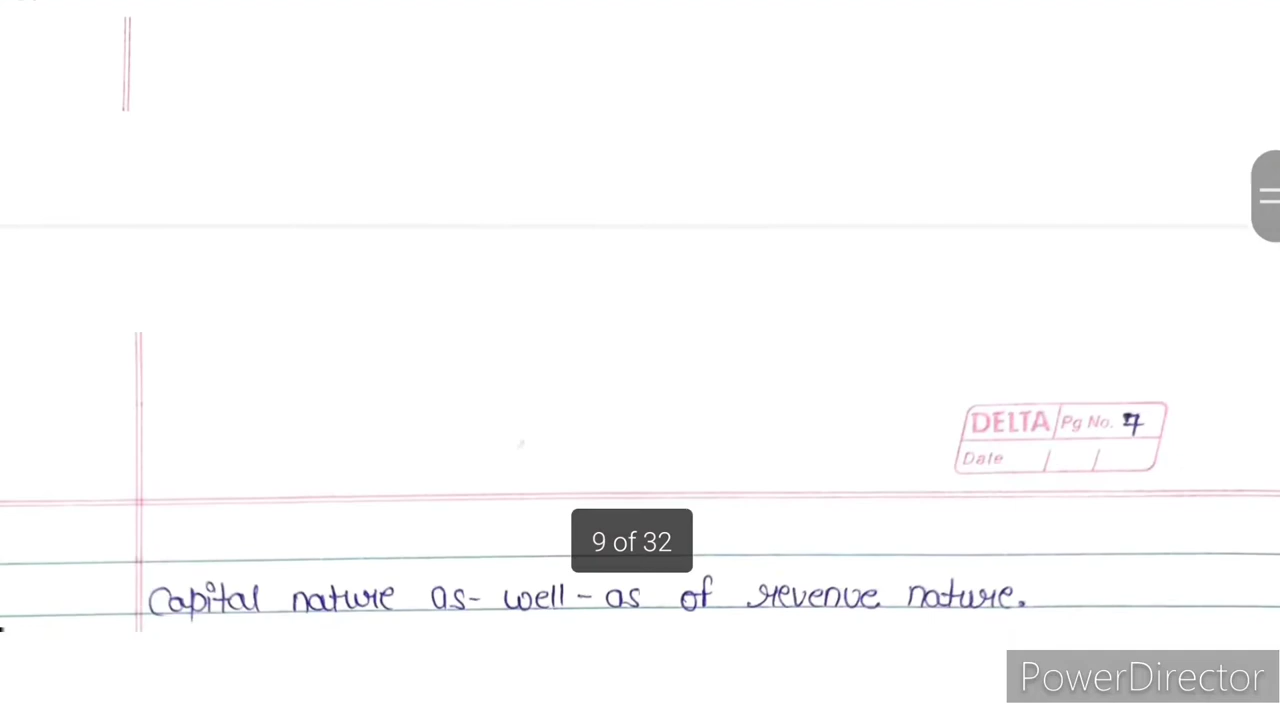 DELTA Pg No. 7
Date / /
9 of 32
Capital nature as-well-as of revenue nature.
PowerDirector